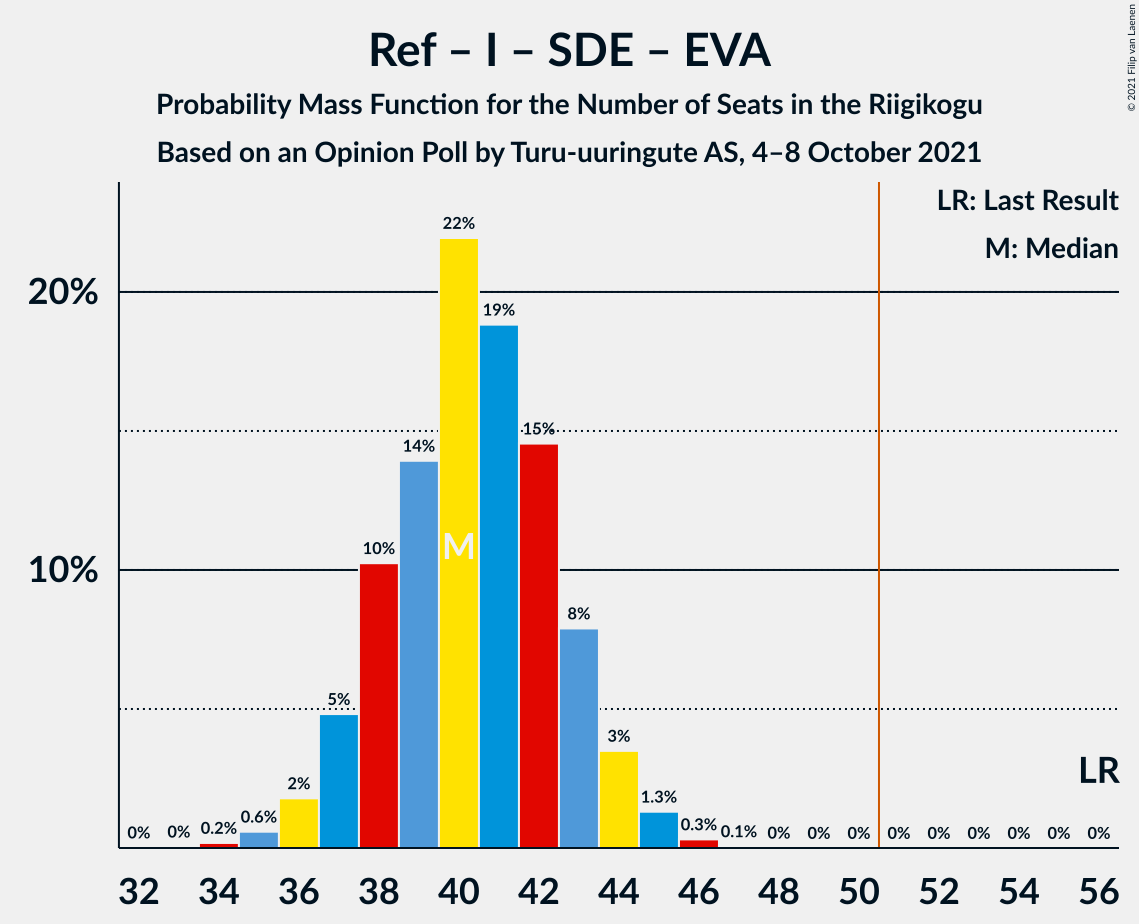 Ref – I – SDE – EVA
Probability Mass Function for the Number of Seats in the Riigikogu
Based on an Opinion Poll by Turu-uuringute AS, 4–8 October 2021
© 2021 Filip van Laenen
LR: Last Result
M: Median
20%
10%
0% 0% 0.2% 0.6% 2% 5% 10% 14% 22% 19% 15% 8% 3% 1.3% 0.3% 0.1% 0% 0% 0% 0% 0% 0% 0% 0% 0%
M
LR
32 34 36 38 40 42 44 46 48 50 52 54 56